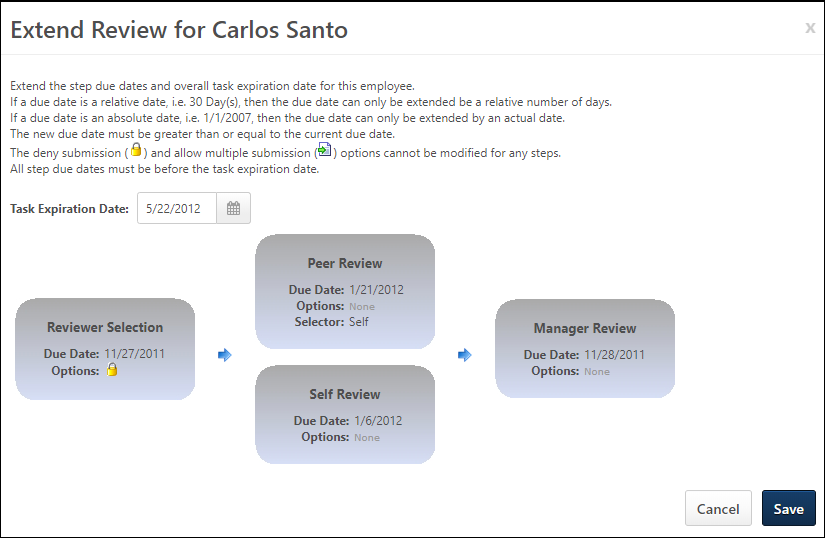 Extend Review for Carlos Santo
x
Extend the step due dates and overall task expiration date for this employee.
If a due date is a relative date, i.e. 30 Day(s), then the due date can only be extended be a relative number of days.
If a due date is an absolute date, i.e. 1/1/2007, then the due date can only be extended by an actual date.
The new due date must be greater than or equal to the current due date.
The deny submission ( ) and allow multiple submission ( ) options cannot be modified for any steps.
All step due dates must be before the task expiration date.
Task Expiration Date: 5/22/2012
Reviewer Selection
Due Date: 11/27/2011
Options:
Peer Review
Due Date: 1/21/2012
Options: None
Selector: Self
Self Review
Due Date: 1/6/2012
Options: None
Manager Review
Due Date: 11/28/2011
Options: None
Cancel
Save